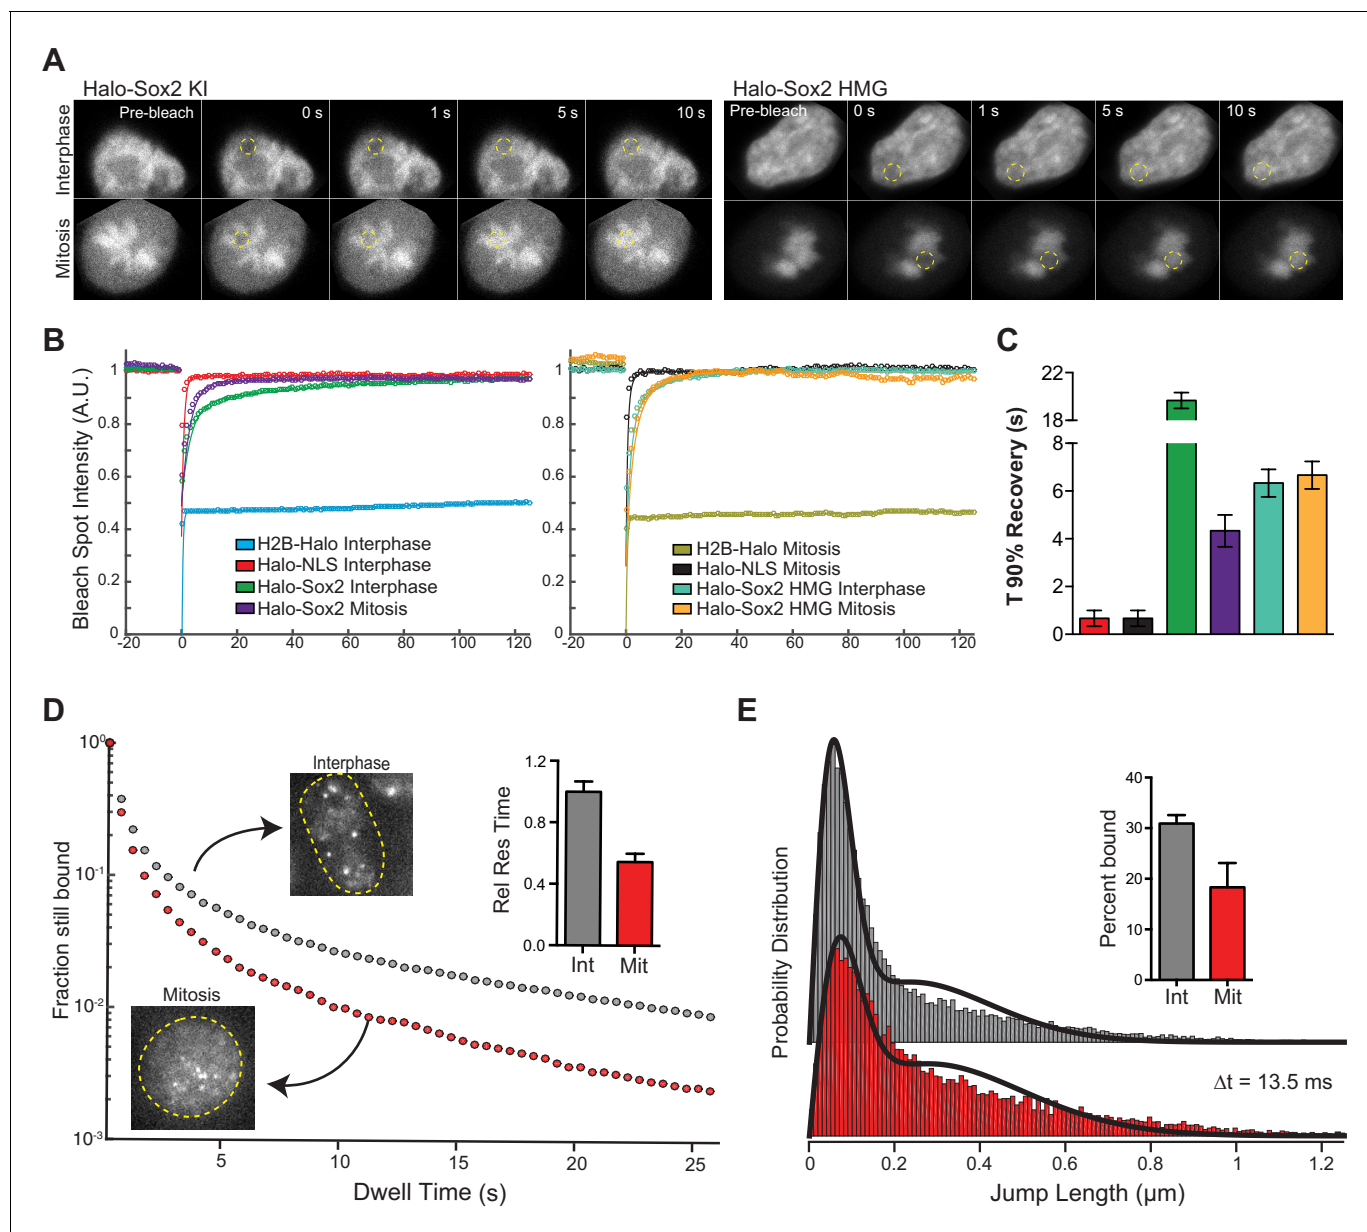 A
Halo-Sox2 KI
Halo-Sox2 HMG
Interphase
Pre-bleach 0 s 1 s 5 s 10 s
Pre-bleach 0 s 1 s 5 s 10 s
Mitosis
B
Bleach Spot Intensity (A.U.)
1
0.8
0.6
0.4
0.2
0
-20 0 20 40 60 80 100 120
H2B-Halo Interphase
Halo-NLS Interphase
Halo-Sox2 Interphase
Halo-Sox2 Mitosis
1
0.8
0.6
0.4
0.2
0
-20 0 20 40 60 80 100 120
H2B-Halo Mitosis
Halo-NLS Mitosis
Halo-Sox2 HMG Interphase
Halo-Sox2 HMG Mitosis
C
T 90% Recovery (s)
22
18
8
6
4
2
0
D
Fraction still bound
10⁰
10⁻¹
10⁻²
10⁻³
5 10 15 20 25
Dwell Time (s)
Interphase
Mitosis
Rel Res Time
1.2
0.8
0.4
0.0
Int Mit
E
Probability Distribution
0 0.2 0.4 0.6 0.8 1 1.2
Jump Length (µm)
Δt = 13.5 ms
Percent bound
40
30
20
10
0
Int Mit